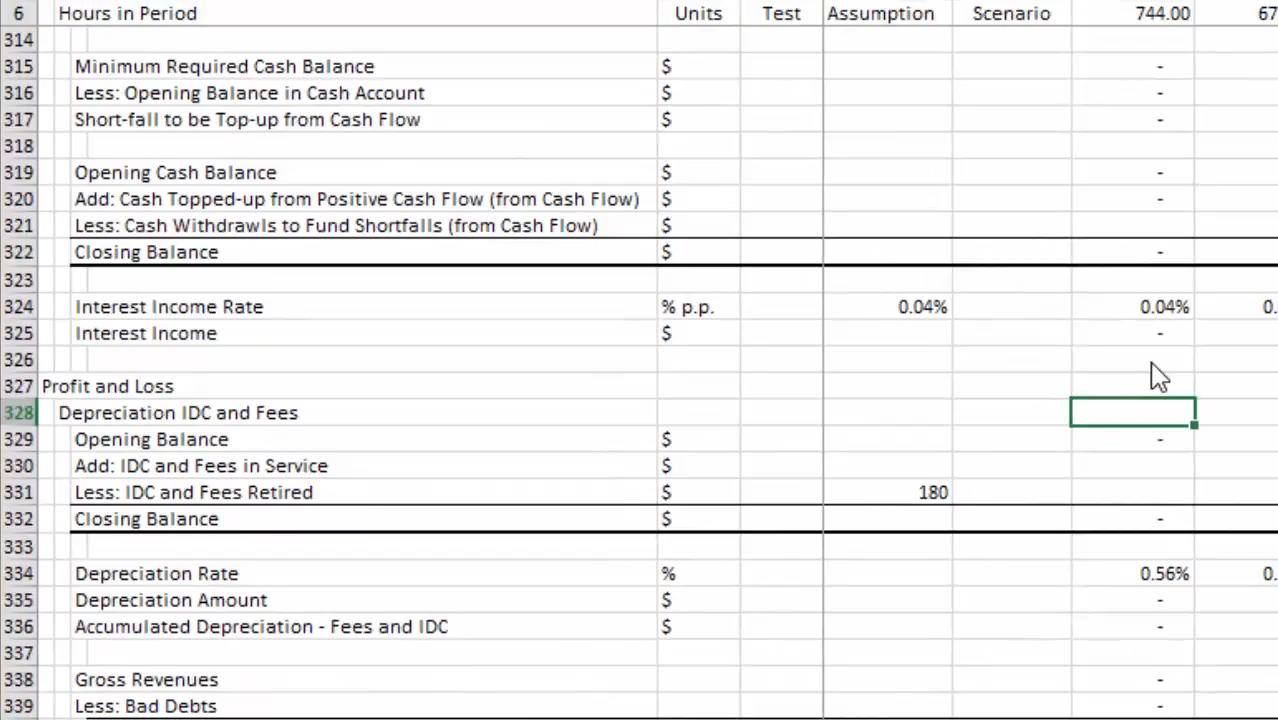 6 Hours in Period Units Test Assumption Scenario 744.00 67
314
315 Minimum Required Cash Balance $ -
316 Less: Opening Balance in Cash Account $ -
317 Short-fall to be Top-up from Cash Flow $ -
318
319 Opening Cash Balance $ -
320 Add: Cash Topped-up from Positive Cash Flow (from Cash Flow) $ -
321 Less: Cash Withdrawls to Fund Shortfalls (from Cash Flow) $
322 Closing Balance $ -
323
324 Interest Income Rate % p.p. 0.04% 0.04% 0.
325 Interest Income $ -
326
327 Profit and Loss
328 Depreciation IDC and Fees
329 Opening Balance $ -
330 Add: IDC and Fees in Service $
331 Less: IDC and Fees Retired $ 180
332 Closing Balance $ -
333
334 Depreciation Rate % 0.56% 0.
335 Depreciation Amount $ -
336 Accumulated Depreciation - Fees and IDC $ -
337
338 Gross Revenues -
339 Less: Bad Debts -